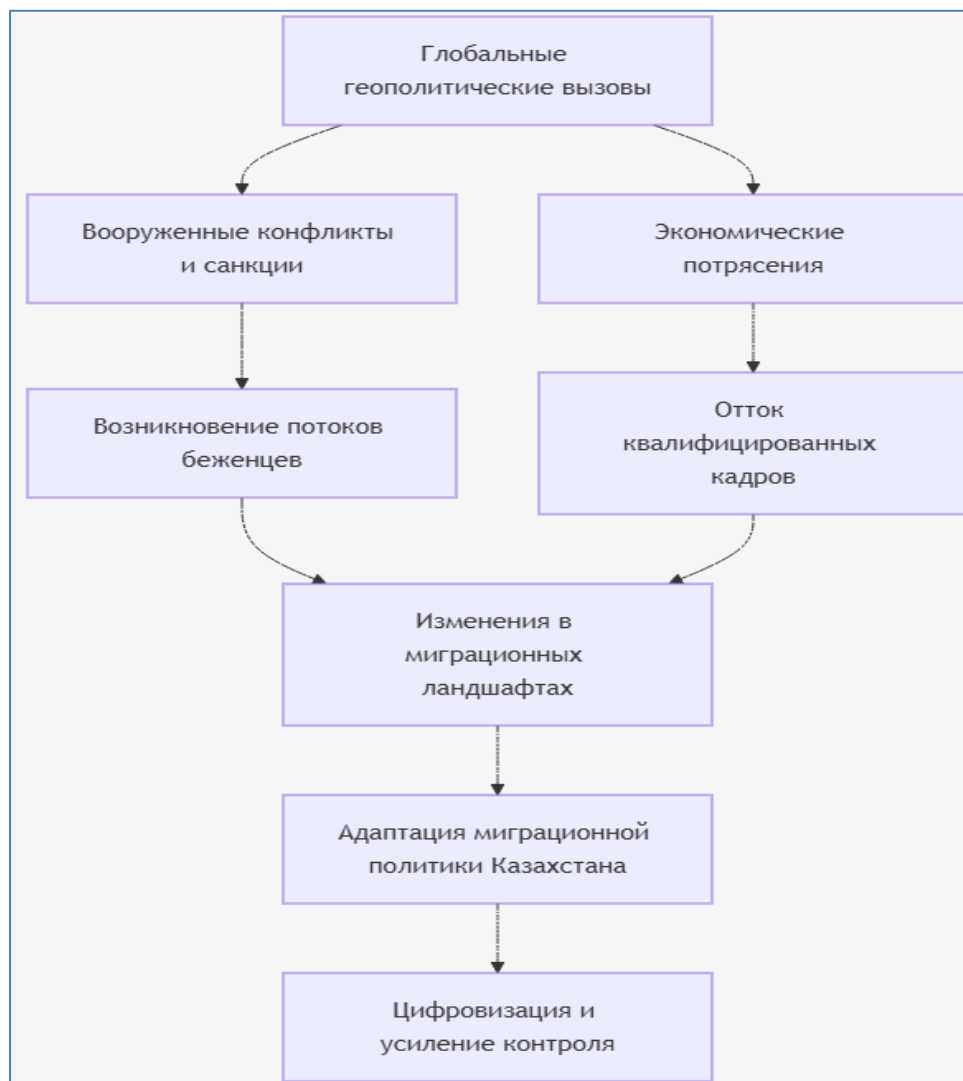 Глобальные
геополитические вызовы
Вооруженные конфликты
и санкции
Экономические
потрясения
Возникновение потоков
беженцев
Отток
квалифицированных
кадров
Изменения в
миграционных
ландшафтах
Адаптация миграционной
политики Казахстана
Цифровизация и
усиление контроля